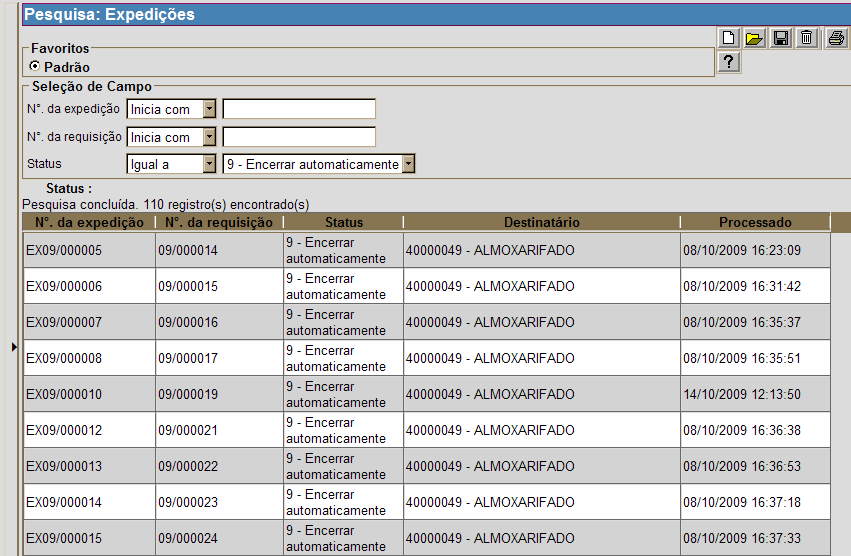 Pesquisa: Expedições
Favoritos
Padrão
?
Seleção de Campo
N°. da expedição Inicia com
N°. da requisição Inicia com
Status Igual a 9 - Encerrar automaticamente
Status :
Pesquisa concluída. 110 registro(s) encontrado(s)
N°. da expedição N°. da requisição Status Destinatário Processado
EX09/000005 09/000014 9 - Encerrar automaticamente 40000049 - ALMOXARIFADO 08/10/2009 16:23:09
EX09/000006 09/000015 9 - Encerrar automaticamente 40000049 - ALMOXARIFADO 08/10/2009 16:31:42
EX09/000007 09/000016 9 - Encerrar automaticamente 40000049 - ALMOXARIFADO 08/10/2009 16:35:37
EX09/000008 09/000017 9 - Encerrar automaticamente 40000049 - ALMOXARIFADO 08/10/2009 16:35:51
EX09/000010 09/000019 9 - Encerrar automaticamente 40000049 - ALMOXARIFADO 14/10/2009 12:13:50
EX09/000012 09/000021 9 - Encerrar automaticamente 40000049 - ALMOXARIFADO 08/10/2009 16:36:38
EX09/000013 09/000022 9 - Encerrar automaticamente 40000049 - ALMOXARIFADO 08/10/2009 16:36:53
EX09/000014 09/000023 9 - Encerrar automaticamente 40000049 - ALMOXARIFADO 08/10/2009 16:37:18
EX09/000015 09/000024 9 - Encerrar automaticamente 40000049 - ALMOXARIFADO 08/10/2009 16:37:33